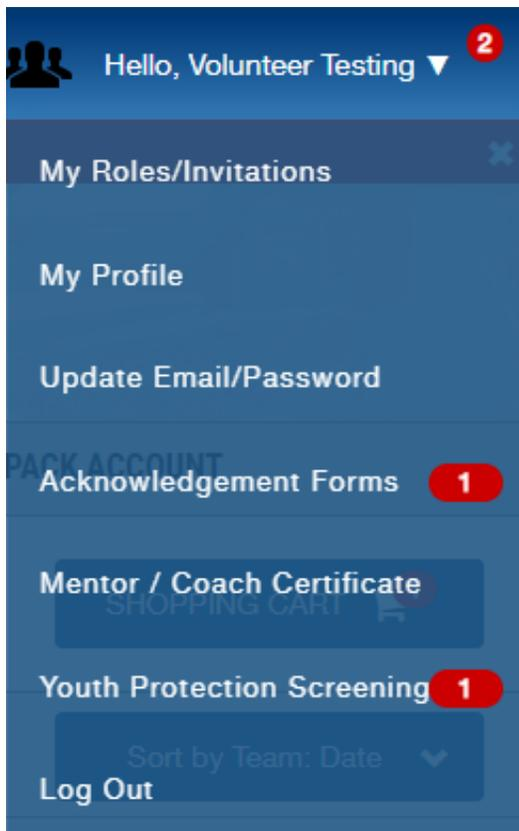 Hello, Volunteer Testing ▼ 2
My Roles/Invitations
My Profile
Update Email/Password
PACK ACCOUNT
Acknowledgement Forms 1
Mentor / Coach Certificate
SHOPPING CART
Youth Protection Screening 1
Sort by Team: Date
Log Out